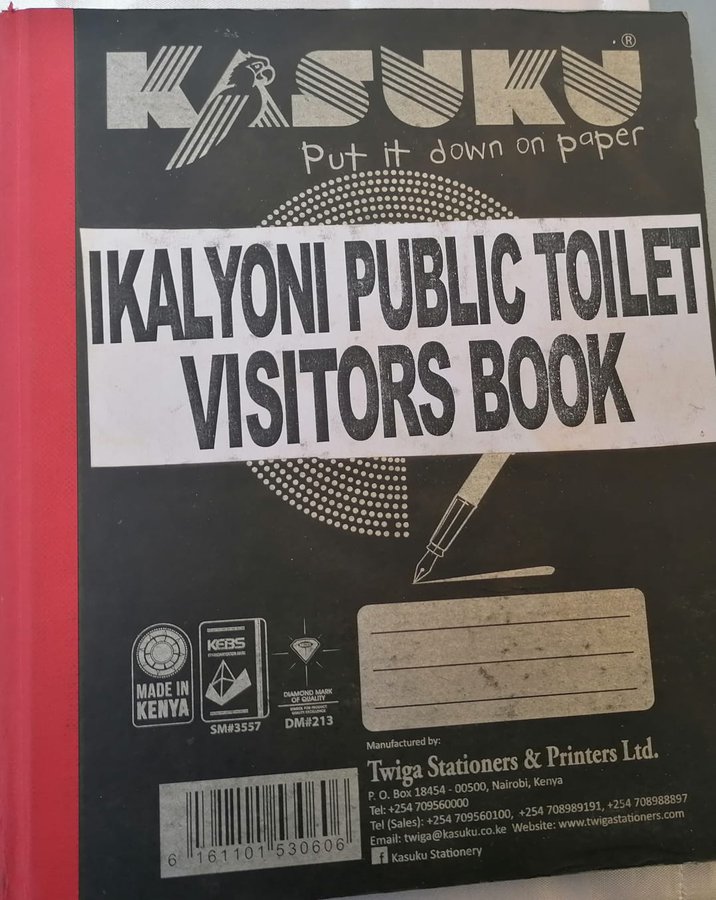 KASUKU®
Put it down on paper
IKALYONI PUBLIC TOILET
VISITORS BOOK
MADE IN
KENYA
KEBS
STANDARDIZATION MARK
SM#3557
DIAMOND MARK
OF QUALITY
DM#213
Manufactured by:
Twiga Stationers & Printers Ltd.
P. O. Box 18454 - 00500, Nairobi, Kenya
Tel: +254 709560000
Tel (Sales): +254 709560100, +254 708989191, +254 708988897
Email: twiga@kasuku.co.ke Website: www.twigastationers.com
f Kasuku Stationery
6 161101 530606